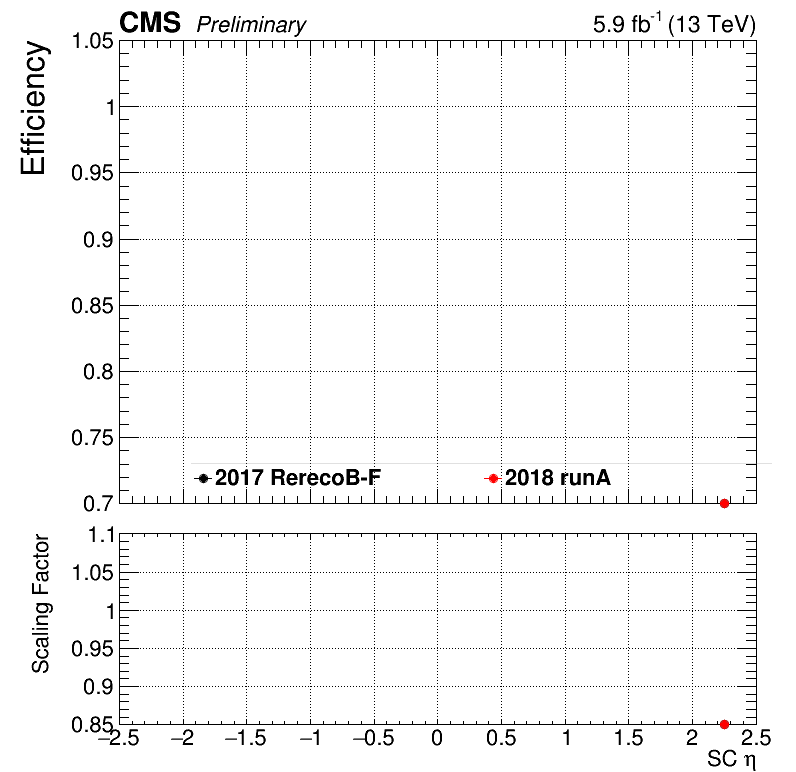 CMS Preliminary 5.9 fb⁻¹ (13 TeV)
Efficiency
1.05
1
0.95
0.9
0.85
0.8
0.75
0.7
2017 RerecoB-F 2018 runA
Scaling Factor
1.1
1.05
1
0.95
0.9
0.85
−2.5 −2 −1.5 −1 −0.5 0 0.5 1 1.5 2 2.5
SC η